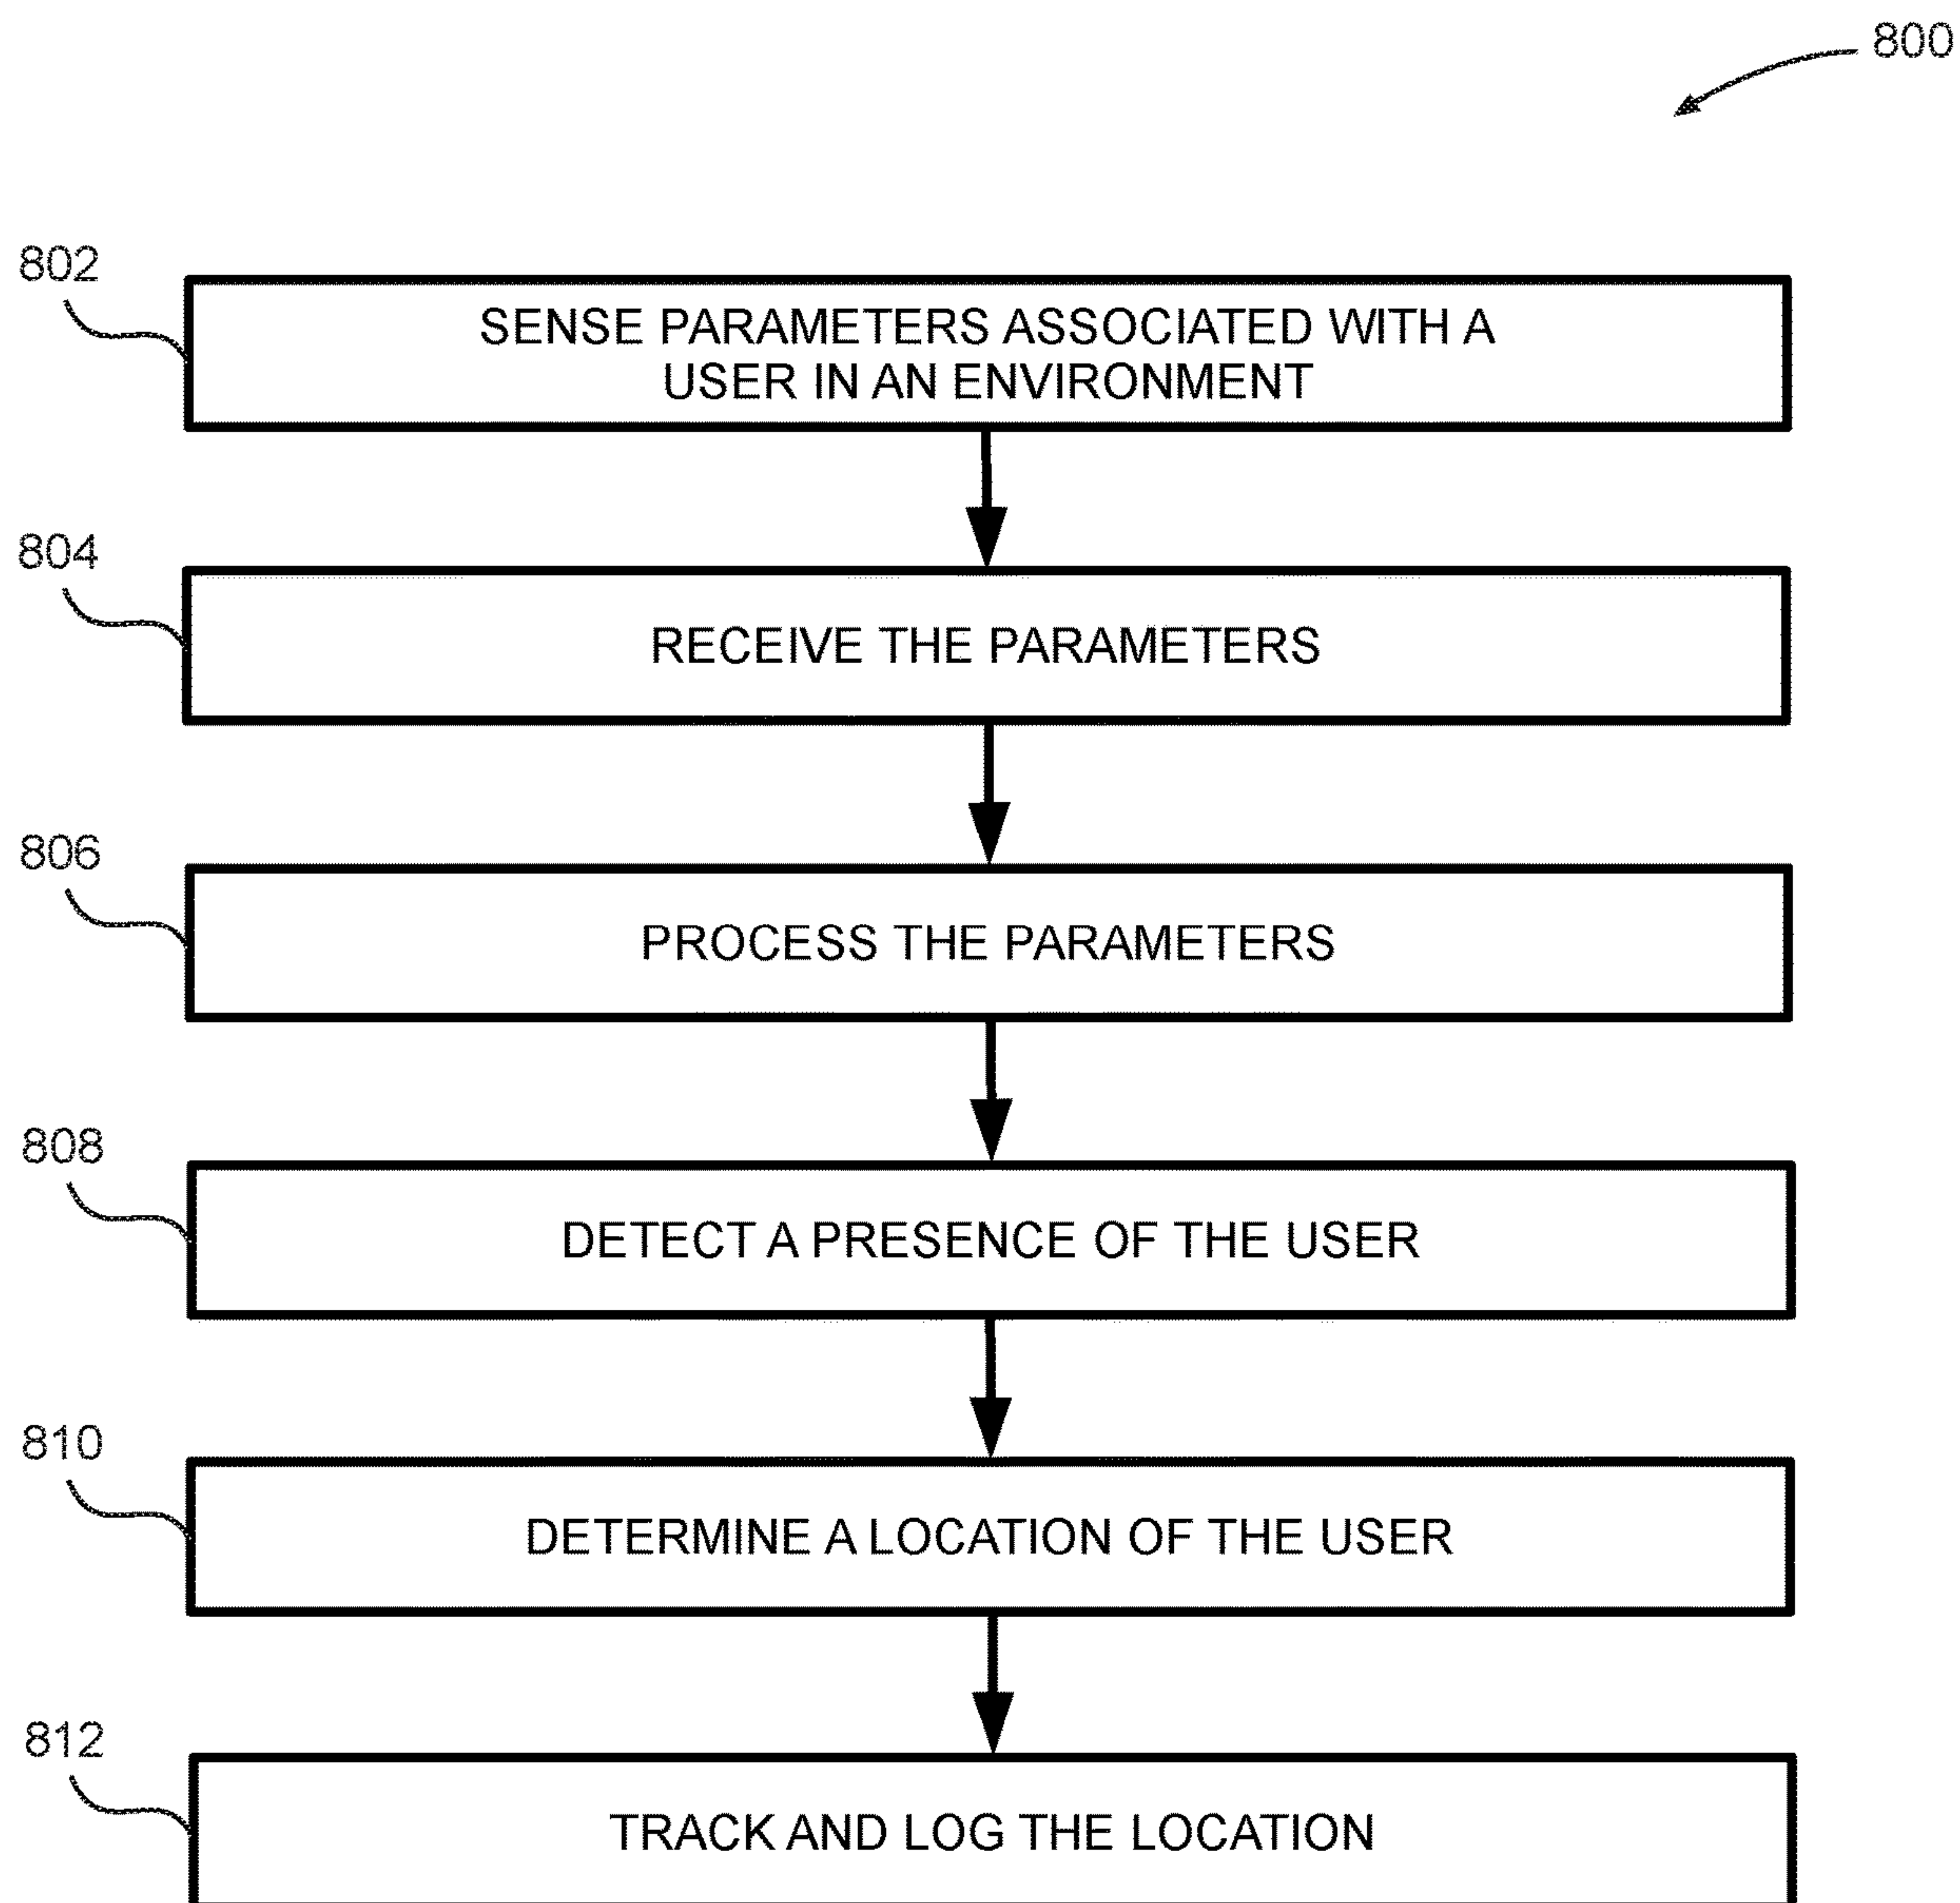 800
802
SENSE PARAMETERS ASSOCIATED WITH A
USER IN AN ENVIRONMENT
804
RECEIVE THE PARAMETERS
806
PROCESS THE PARAMETERS
808
DETECT A PRESENCE OF THE USER
810
DETERMINE A LOCATION OF THE USER
812
TRACK AND LOG THE LOCATION